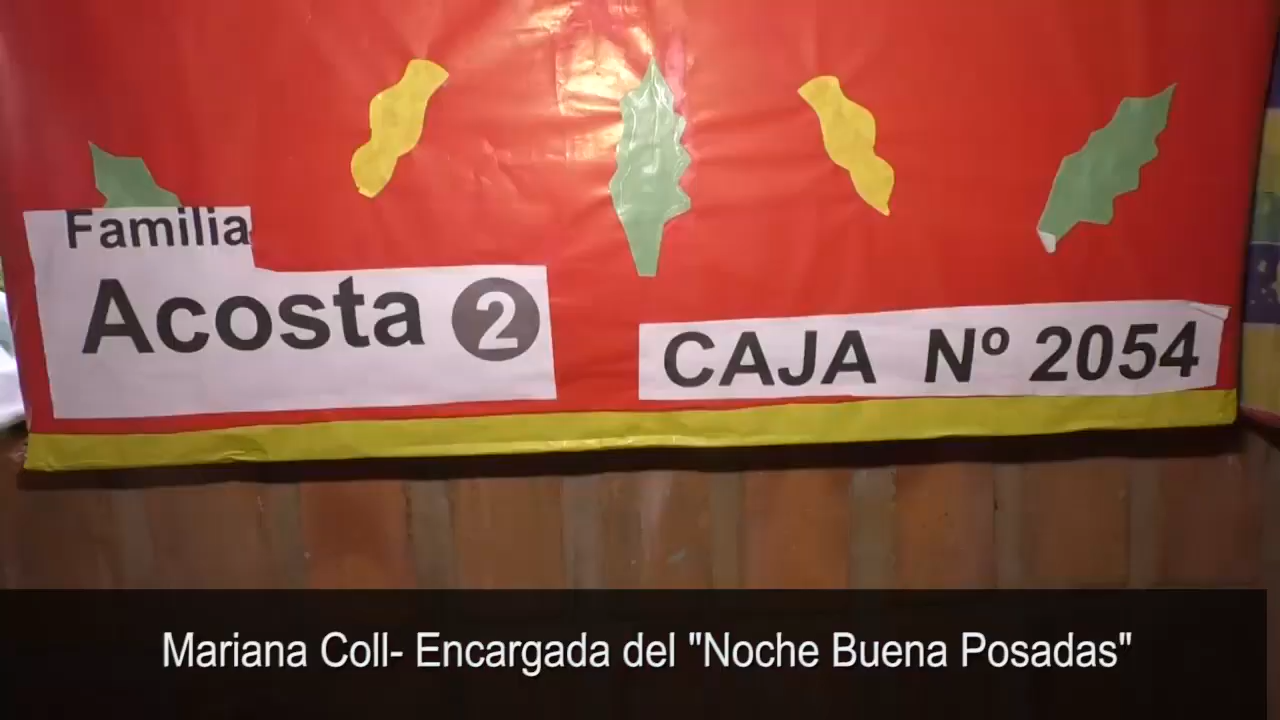 Familia
Acosta 2
CAJA Nº 2054
Mariana Coll- Encargada del "Noche Buena Posadas"